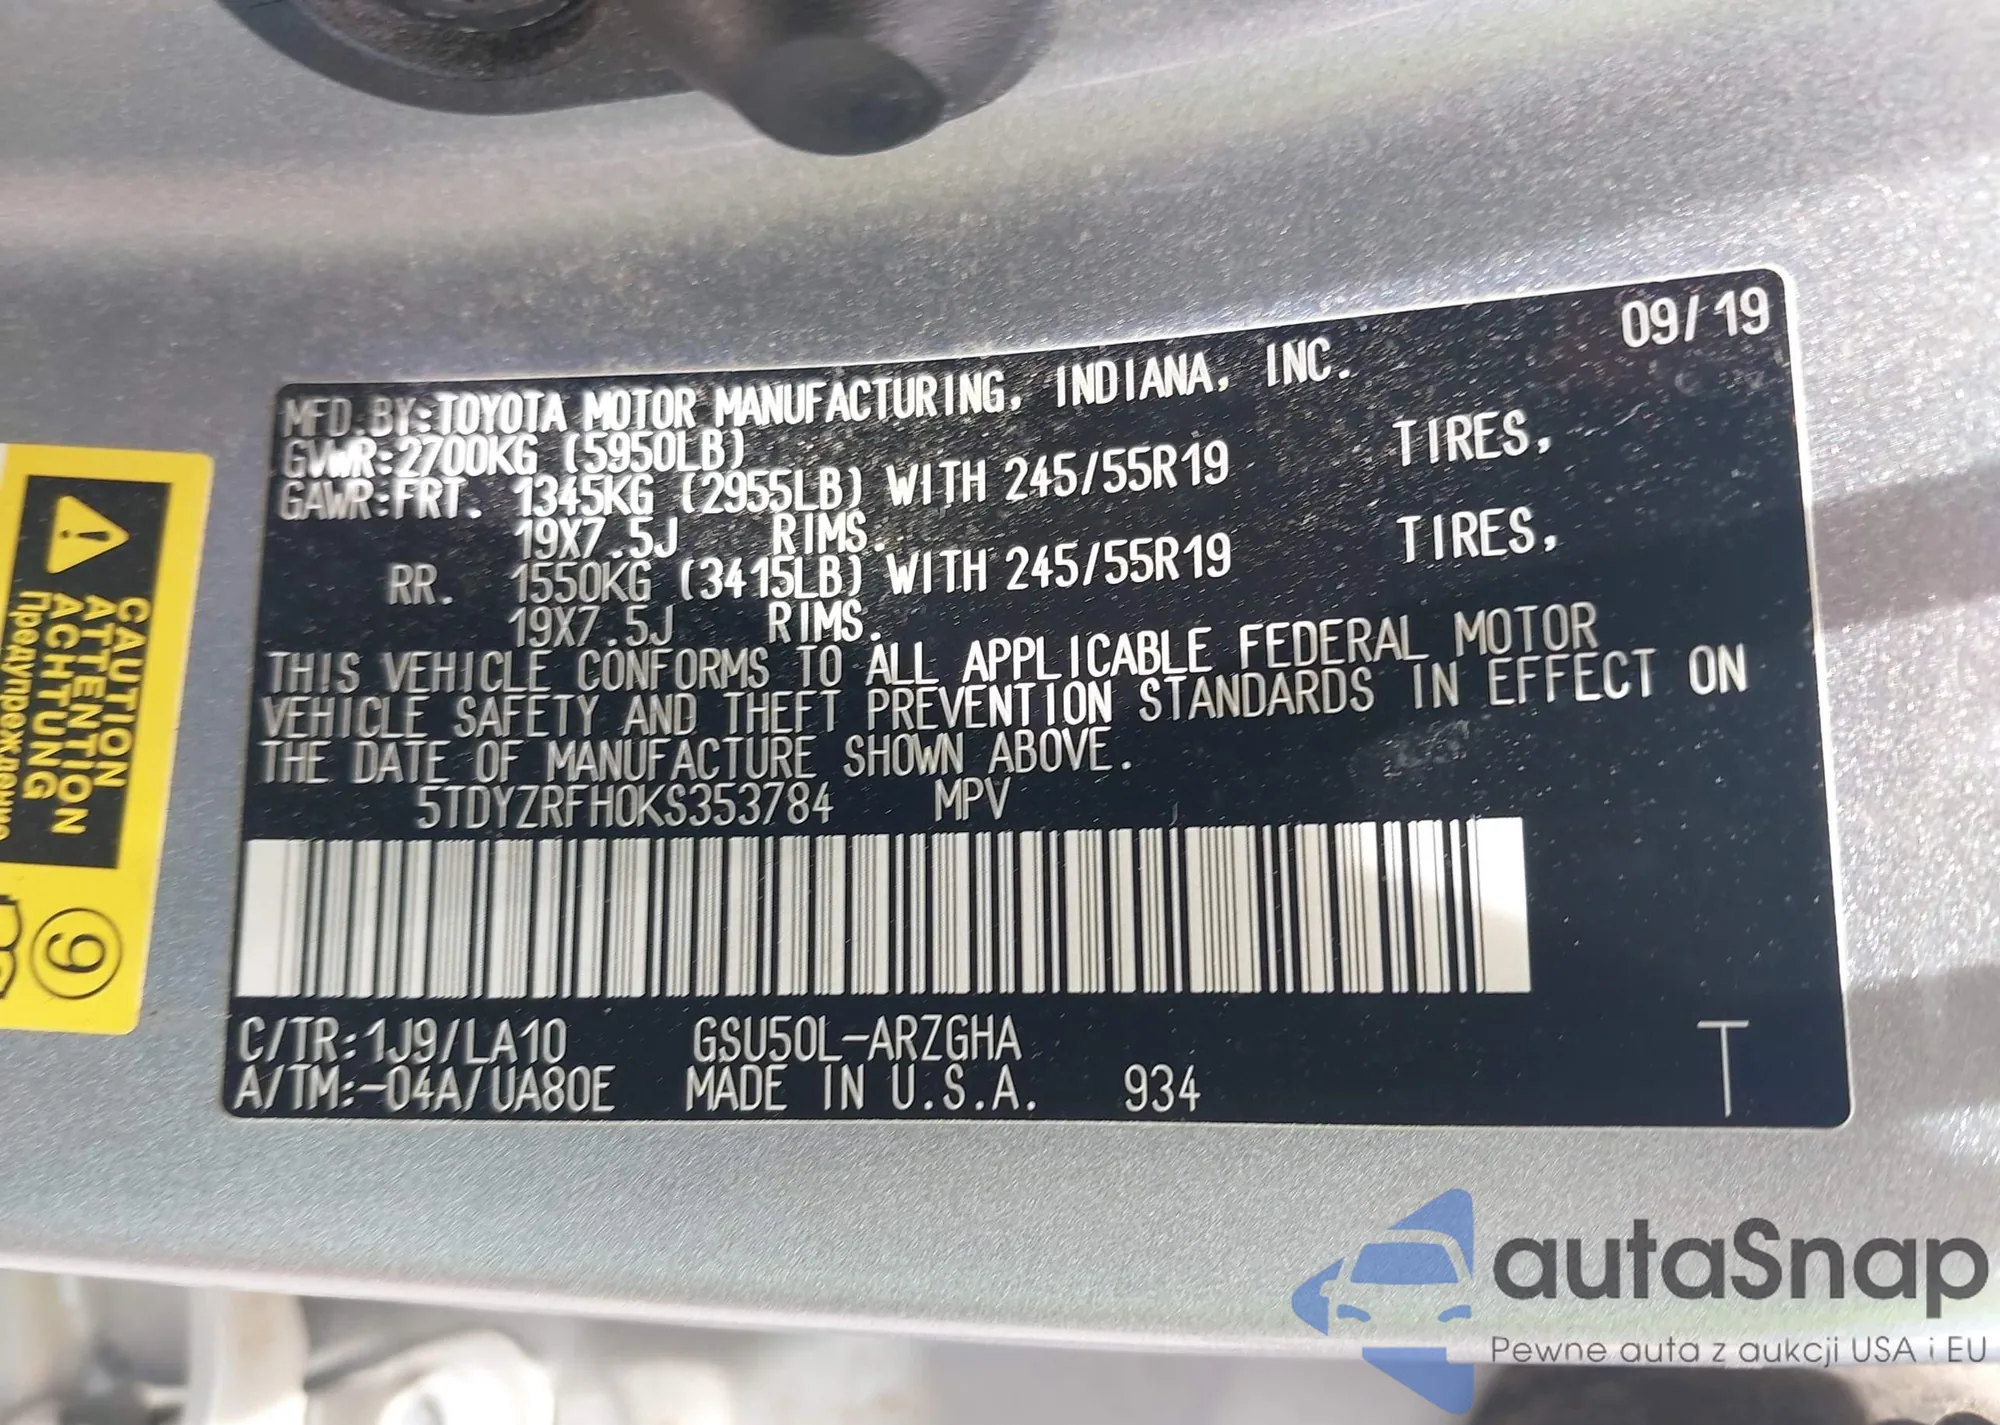 09/19
MFD.BY:TOYOTA MOTOR MANUFACTURING, INDIANA, INC.
GVWR:2700KG (5950LB)
GAWR:FRT. 1345KG (2955LB) WITH 245/55R19 TIRES,
19X7.5J RIMS.
RR. 1550KG (3415LB) WITH 245/55R19 TIRES,
19X7.5J RIMS.
THIS VEHICLE CONFORMS TO ALL APPLICABLE FEDERAL MOTOR
VEHICLE SAFETY AND THEFT PREVENTION STANDARDS IN EFFECT ON
THE DATE OF MANUFACTURE SHOWN ABOVE.
5TDYZRFH0KS353784 MPV
C/TR:1J9/LA10 GSU50L-ARZGHA
A/TM:-04A/UA80E MADE IN U.S.A. 934 T
CAUTION
ATTENTION
ACHTUNG
9
autaSnap
Pewne auta z aukcji USA i EU